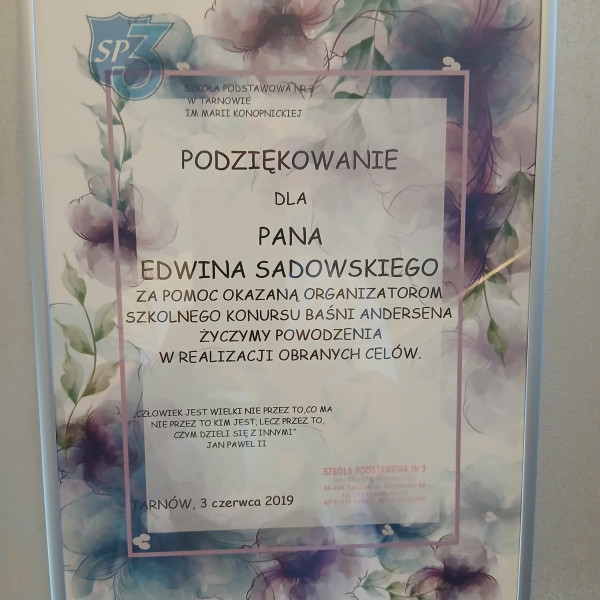 SP3
SZKOŁA PODSTAWOWA NR 3
W TARNOWIE
IM MARII KONOPNICKIEJ
PODZIĘKOWANIE
DLA
PANA
EDWINA SADOWSKIEGO
ZA POMOC OKAZANĄ ORGANIZATOROM
SZKOLNEGO KONURSU BAŚNI ANDERSENA
ŻYCZYMY POWODZENIA
W REALIZACJI OBRANYCH CELÓW.
„CZŁOWIEK JEST WIELKI NIE PRZEZ TO,CO MA
NIE PRZEZ TO KIM JEST, LECZ PRZEZ TO,
CZYM DZIELI SIĘ Z INNYMI"
JAN PAWEŁ II
SZKOŁA PODSTAWOWA Nr 3
TARNÓW, 3 czerwca 2019